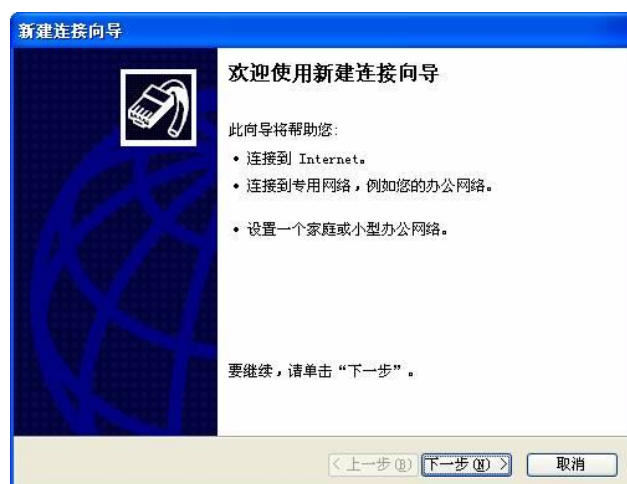 新建连接向导
欢迎使用新建连接向导
此向导将帮助您:
• 连接到 Internet。
• 连接到专用网络，例如您的办公网络。
• 设置一个家庭或小型办公网络。
要继续，请单击“下一步”。
< 上一步(B) 下一步(N) > 取消